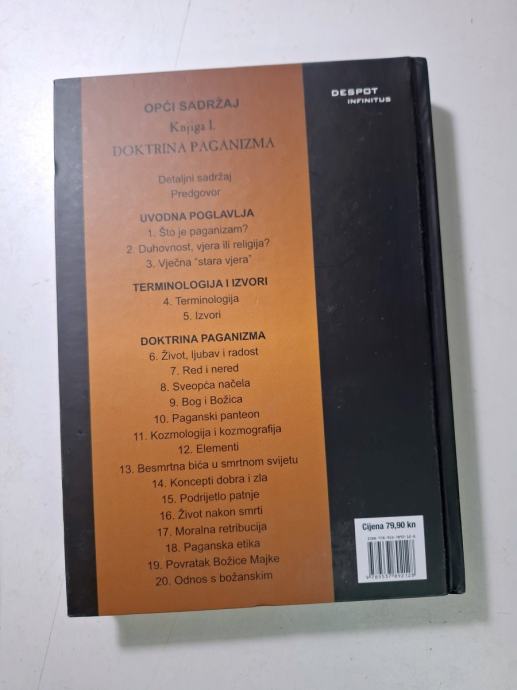 OPĆI SADRŽAJ
Knjiga I.
DOKTRINA PAGANIZMA
Detaljni sadržaj
Predgovor
UVODNA POGLAVLJA
1. Što je paganizam?
2. Duhovnost, vjera ili religija?
3. Vječna "stara vjera"
TERMINOLOGIJA I IZVORI
4. Terminologija
5. Izvori
DOKTRINA PAGANIZMA
6. Život, ljubav i radost
7. Red i nered
8. Sveopća načela
9. Bog i Božica
10. Paganski panteon
11. Kozmologija i kozmografija
12. Elementi
13. Besmrtna bića u smrtnom svijetu
14. Koncepti dobra i zla
15. Podrijetlo patnje
16. Život nakon smrti
17. Moralna retribucija
18. Paganska etika
19. Povratak Božice Majke
20. Odnos s božanskim
DESPOT
INFINITUS
Cijena 79,90 kn